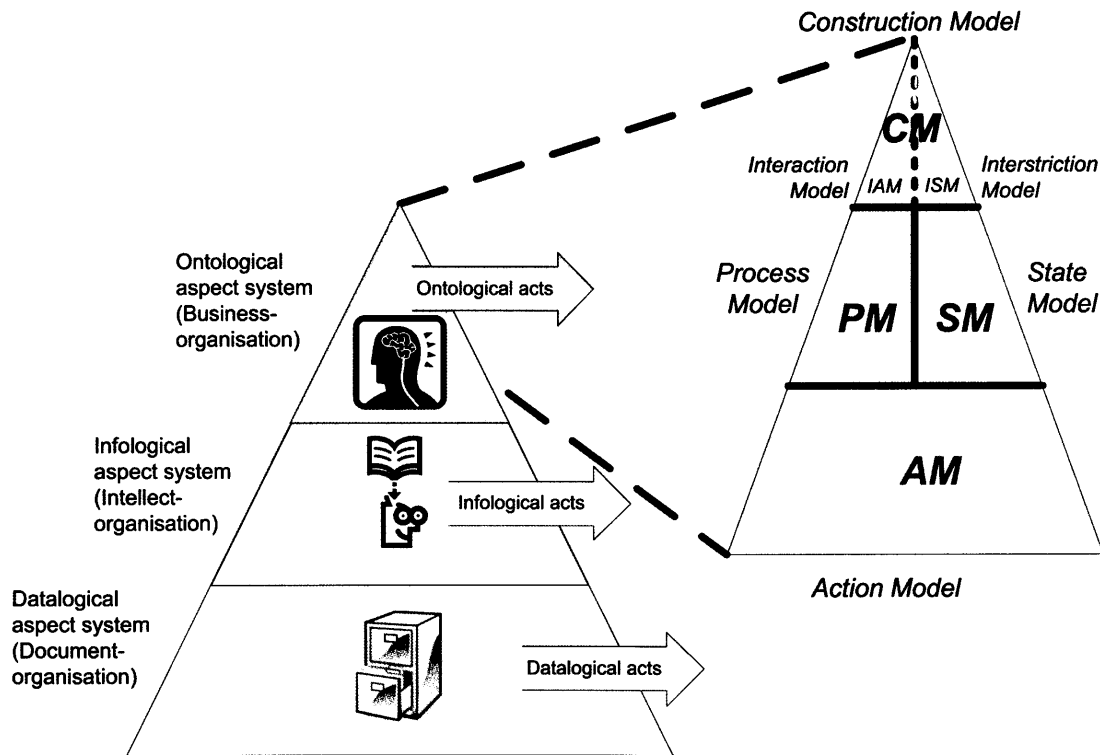 Construction Model
CM
Interaction
Model
IAM
ISM
Interstriction
Model
Ontological
aspect system
(Business-
organisation)
Ontological acts
Process
Model
PM
SM
State
Model
Infological
aspect system
(Intellect-
organisation)
Infological acts
AM
Action Model
Datalogical
aspect system
(Document-
organisation)
Datalogical acts